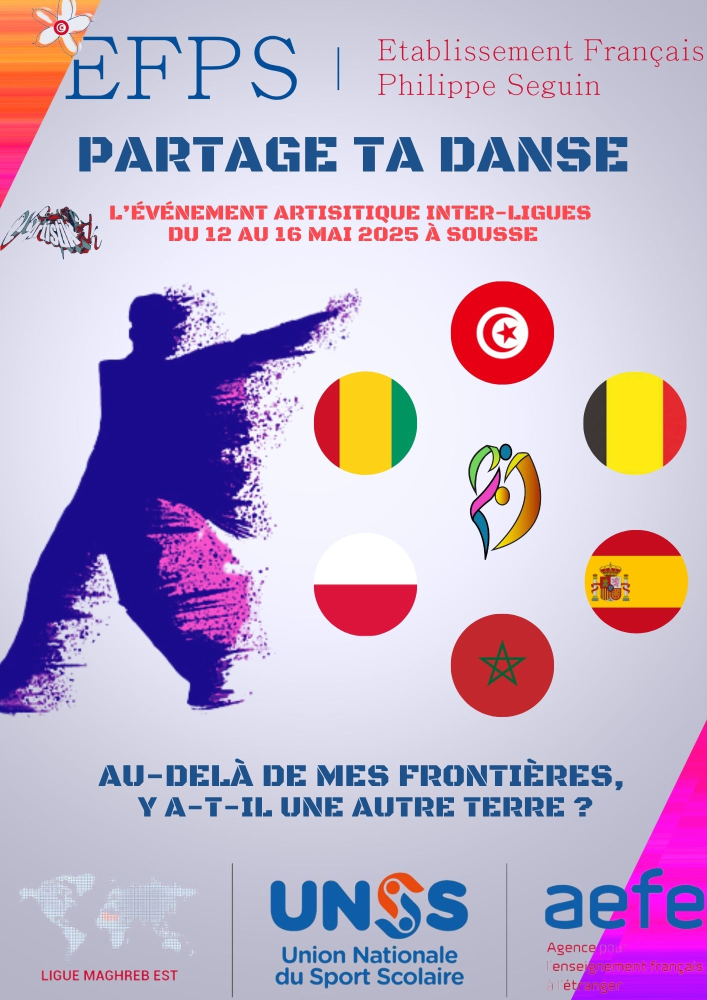 EFPS
Etablissement Français
Philippe Seguin
PARTAGE TA DANSE
L'ÉVÉNEMENT ARTISITIQUE INTER-LIGUES
DU 12 AU 16 MAI 2025 À SOUSSE
AU-DELÀ DE MES FRONTIÈRES,
Y A-T-IL UNE AUTRE TERRE ?
LIGUE MAGHREB EST
UNSS
Union Nationale
du Sport Scolaire
aefe
Agence pour
l'enseignement français
à l'étranger